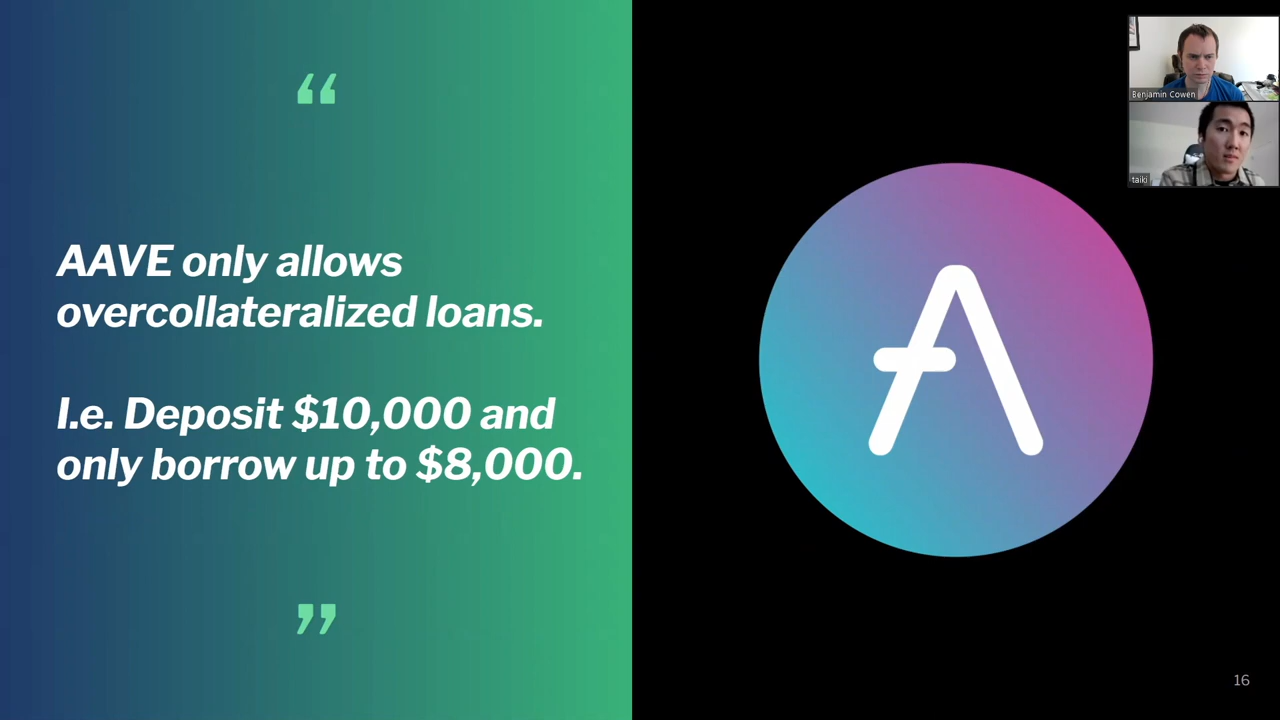 “
AAVE only allows
overcollateralized loans.
I.e. Deposit $10,000 and
only borrow up to $8,000.
”
Benjamin Cowen
taiki
16